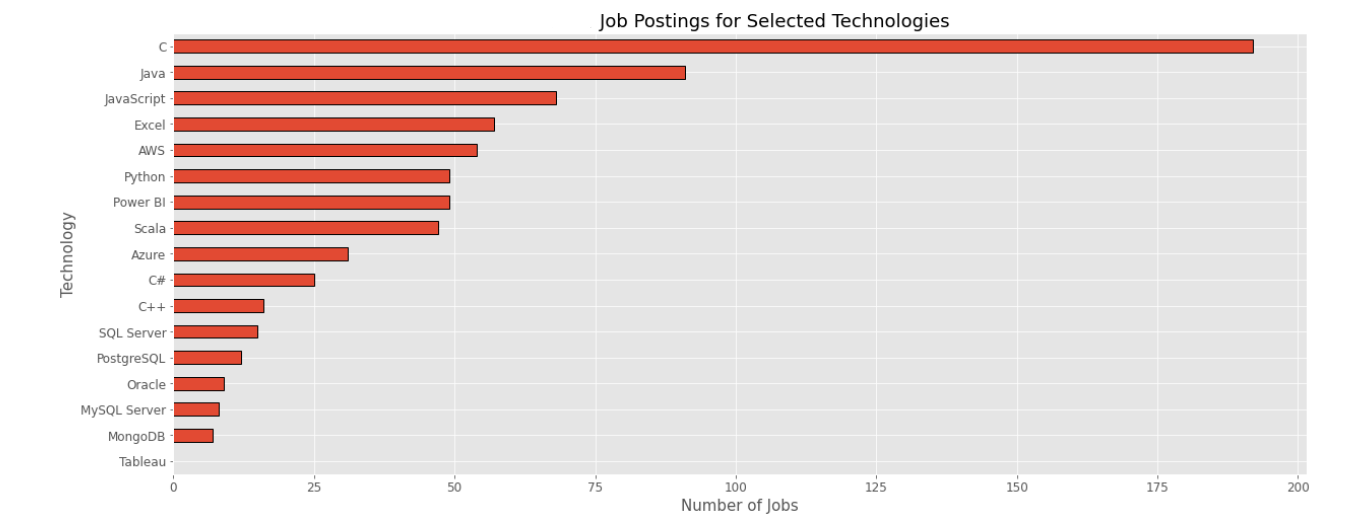 Job Postings for Selected Technologies
C
Java
JavaScript
Excel
AWS
Python
Power BI
Scala
Azure
C#
C++
SQL Server
PostgreSQL
Oracle
MySQL Server
MongoDB
Tableau
Technology
0 25 50 75 100 125 150 175 200
Number of Jobs